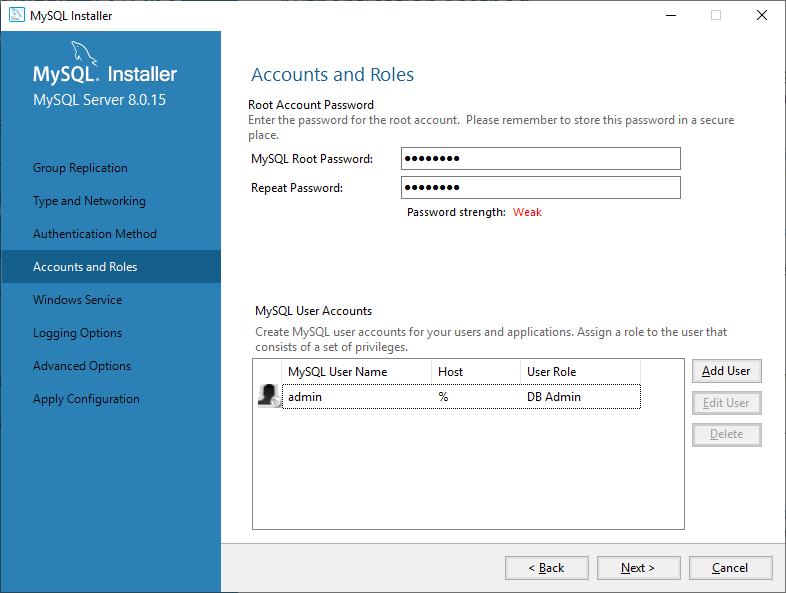 MySQL Installer
MySQL. Installer
MySQL Server 8.0.15
Group Replication
Type and Networking
Authentication Method
Accounts and Roles
Windows Service
Logging Options
Advanced Options
Apply Configuration
Accounts and Roles
Root Account Password
Enter the password for the root account. Please remember to store this password in a secure
place.
MySQL Root Password: ●●●●●●●●
Repeat Password: ●●●●●●●●
Password strength: Weak
MySQL User Accounts
Create MySQL user accounts for your users and applications. Assign a role to the user that
consists of a set of privileges.
MySQL User Name Host User Role
admin % DB Admin
Add User
Edit User
Delete
< Back Next > Cancel